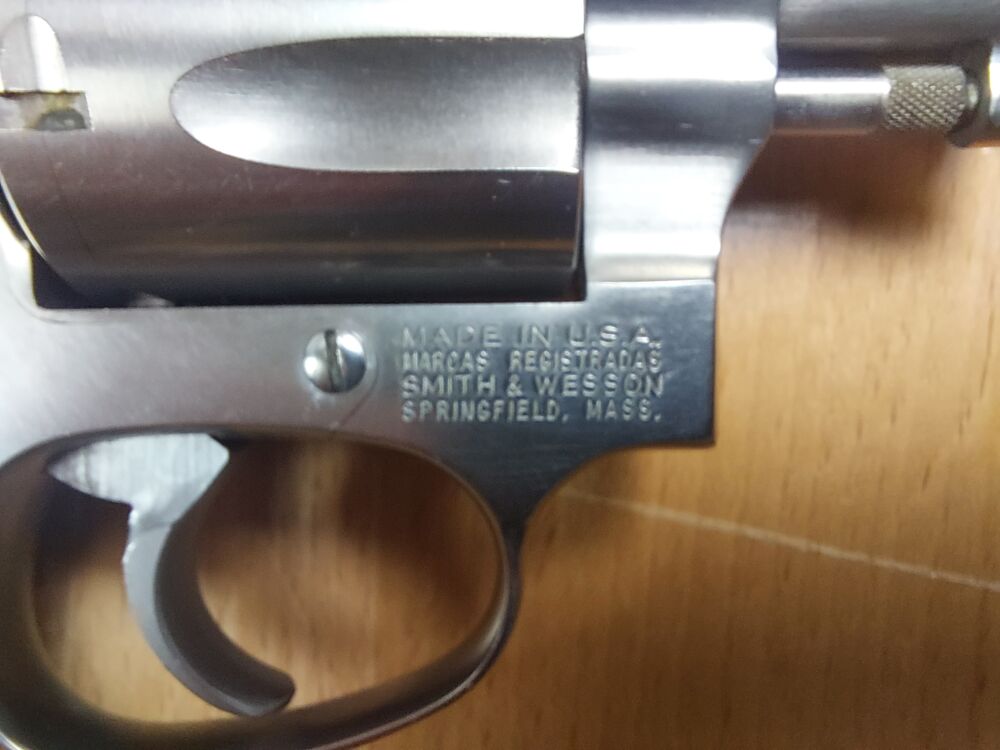 MADE IN U.S.A.
MARCAS REGISTRADAS
SMITH & WESSON
SPRINGFIELD, MASS.